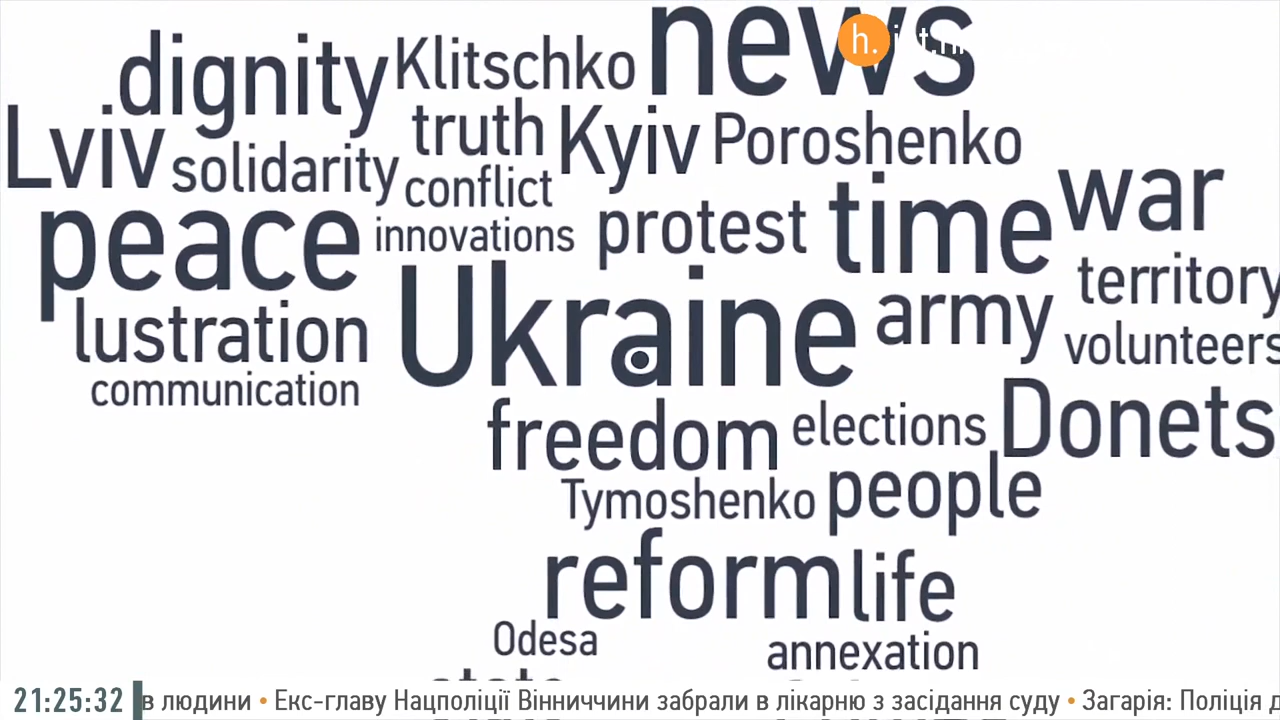 news
h.
dignity Klitschko
Lviv truth Kyiv Poroshenko
solidarity conflict war
peace innovations protest time
territory
lustration Ukraine army volunteers
communication
freedom elections Donets
Tymoshenko people
reform life
Odesa annexation
21:25:32 в людини • Екс-главу Нацполіції Вінниччини забрали в лікарню з засідання суду • Загарія: Поліція д